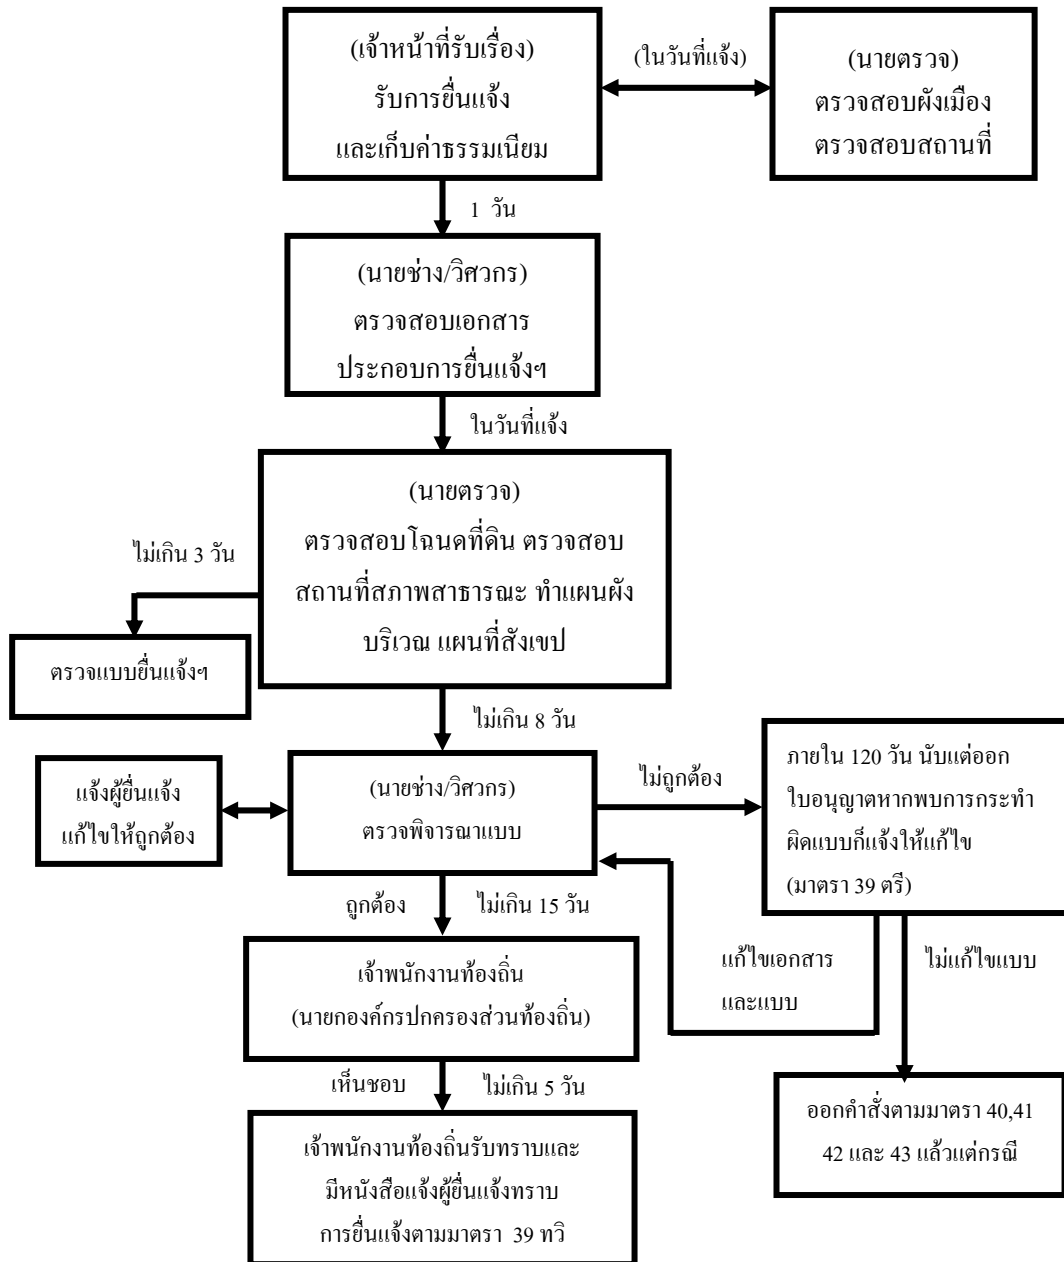 (เจ้าหน้าที่รับเรื่อง)
รับการยื่นแจ้ง
และเก็บค่าธรรมเนียม
(ในวันที่แจ้ง)
(นายตรวจ)
ตรวจสอบผังเมือง
ตรวจสอบสถานที่
1 วัน
(นายช่าง/วิศวกร)
ตรวจสอบเอกสาร
ประกอบการยื่นแจ้งฯ
ในวันที่แจ้ง
(นายตรวจ)
ตรวจสอบโฉนดที่ดิน ตรวจสอบ
สถานที่สภาพสาธารณะ ทำแผนผัง
บริเวณ แผนที่สังเขป
ไม่เกิน 3 วัน
ตรวจแบบยื่นแจ้งฯ
ไม่เกิน 8 วัน
แจ้งผู้ยื่นแจ้ง
แก้ไขให้ถูกต้อง
(นายช่าง/วิศวกร)
ตรวจพิจารณาแบบ
ไม่ถูกต้อง
ภายใน 120 วัน นับแต่ออก
ใบอนุญาตหากพบการกระทำ
ผิดแบบก็แจ้งให้แก้ไข
(มาตรา 39 ตรี)
ถูกต้อง
ไม่เกิน 15 วัน
แก้ไขเอกสาร
และแบบ
ไม่แก้ไขแบบ
เจ้าพนักงานท้องถิ่น
(นายกองค์กรปกครองส่วนท้องถิ่น)
เห็นชอบ
ไม่เกิน 5 วัน
ออกคำสั่งตามมาตรา 40,41
42 และ 43 แล้วแต่กรณี
เจ้าพนักงานท้องถิ่นรับทราบและ
มีหนังสือแจ้งผู้ยื่นแจ้งทราบ
การยื่นแจ้งตามมาตรา 39 ทวิ